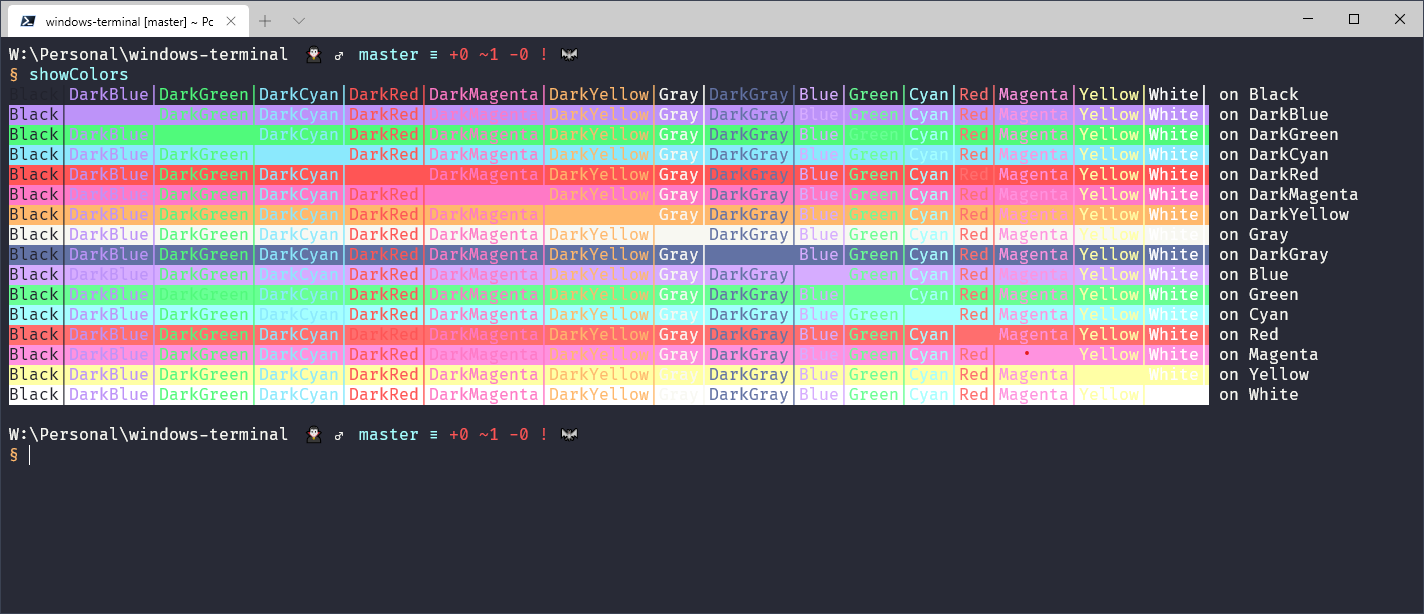 windows-terminal [master] ~ Pc
W:\Personal\windows-terminal 🧛🏻‍♂ master ≡ +0 ~1 -0 ! 🦇
§ showColors
Black|DarkBlue|DarkGreen|DarkCyan|DarkRed|DarkMagenta|DarkYellow|Gray|DarkGray|Blue|Green|Cyan|Red|Magenta|Yellow|White| on Black
Black| DarkGreen|DarkCyan|DarkRed|DarkMagenta|DarkYellow|Gray|DarkGray|Blue|Green|Cyan|Red|Magenta|Yellow|White| on DarkBlue
Black|DarkBlue| DarkCyan|DarkRed|DarkMagenta|DarkYellow|Gray|DarkGray|Blue|Green|Cyan|Red|Magenta|Yellow|White| on DarkGreen
Black|DarkBlue|DarkGreen| DarkRed|DarkMagenta|DarkYellow|Gray|DarkGray|Blue|Green|Cyan|Red|Magenta|Yellow|White| on DarkCyan
Black|DarkBlue|DarkGreen|DarkCyan| DarkMagenta|DarkYellow|Gray|DarkGray|Blue|Green|Cyan|Red|Magenta|Yellow|White| on DarkRed
Black|DarkBlue|DarkGreen|DarkCyan|DarkRed| DarkYellow|Gray|DarkGray|Blue|Green|Cyan|Red|Magenta|Yellow|White| on DarkMagenta
Black|DarkBlue|DarkGreen|DarkCyan|DarkRed|DarkMagenta| Gray|DarkGray|Blue|Green|Cyan|Red|Magenta|Yellow|White| on DarkYellow
Black|DarkBlue|DarkGreen|DarkCyan|DarkRed|DarkMagenta|DarkYellow| DarkGray|Blue|Green|Cyan|Red|Magenta|Yellow|White| on Gray
Black|DarkBlue|DarkGreen|DarkCyan|DarkRed|DarkMagenta|DarkYellow|Gray| Blue|Green|Cyan|Red|Magenta|Yellow|White| on DarkGray
Black|DarkBlue|DarkGreen|DarkCyan|DarkRed|DarkMagenta|DarkYellow|Gray|DarkGray| Green|Cyan|Red|Magenta|Yellow|White| on Blue
Black|DarkBlue|DarkGreen|DarkCyan|DarkRed|DarkMagenta|DarkYellow|Gray|DarkGray|Blue| Cyan|Red|Magenta|Yellow|White| on Green
Black|DarkBlue|DarkGreen|DarkCyan|DarkRed|DarkMagenta|DarkYellow|Gray|DarkGray|Blue|Green| Red|Magenta|Yellow|White| on Cyan
Black|DarkBlue|DarkGreen|DarkCyan|DarkRed|DarkMagenta|DarkYellow|Gray|DarkGray|Blue|Green|Cyan| Magenta|Yellow|White| on Red
Black|DarkBlue|DarkGreen|DarkCyan|DarkRed|DarkMagenta|DarkYellow|Gray|DarkGray|Blue|Green|Cyan|Red| Yellow|White| on Magenta
Black|DarkBlue|DarkGreen|DarkCyan|DarkRed|DarkMagenta|DarkYellow|Gray|DarkGray|Blue|Green|Cyan|Red|Magenta| White| on Yellow
Black|DarkBlue|DarkGreen|DarkCyan|DarkRed|DarkMagenta|DarkYellow|Gray|DarkGray|Blue|Green|Cyan|Red|Magenta|Yellow| on White
W:\Personal\windows-terminal 🧛🏻‍♂ master ≡ +0 ~1 -0 ! 🦇
§